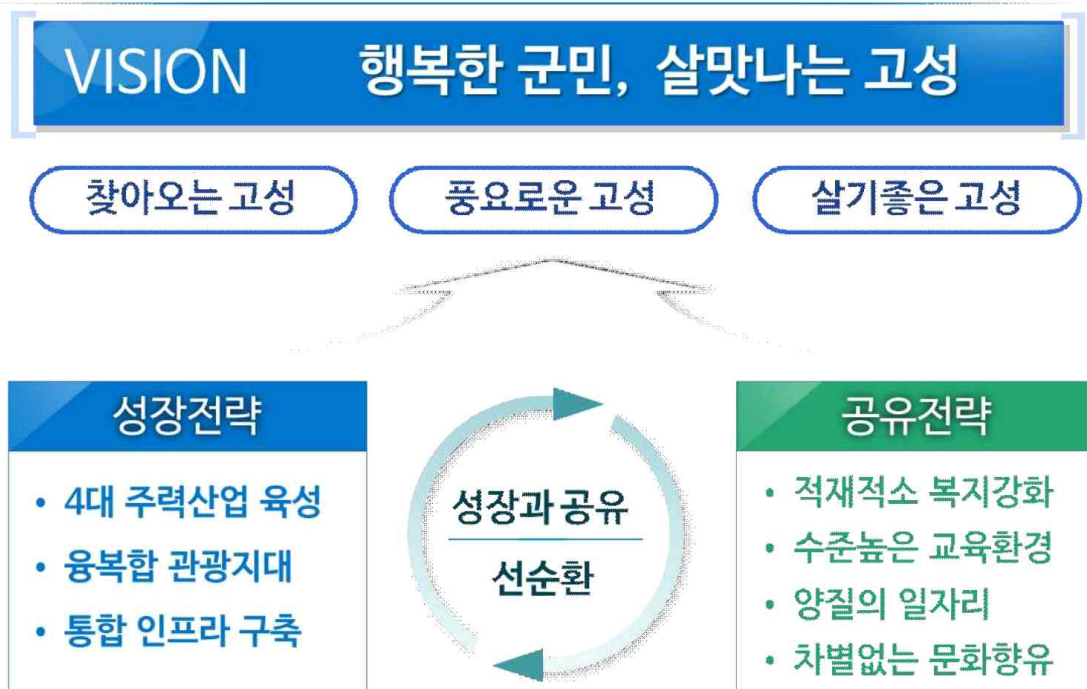 VISION 행복한 군민, 살맛나는 고성
찾아오는 고성
풍요로운 고성
살기좋은 고성
성장전략
• 4대 주력산업 육성
• 융복합 관광지대
• 통합 인프라 구축
성장과 공유
선순환
공유전략
• 적재적소 복지강화
• 수준높은 교육환경
• 양질의 일자리
• 차별없는 문화향유